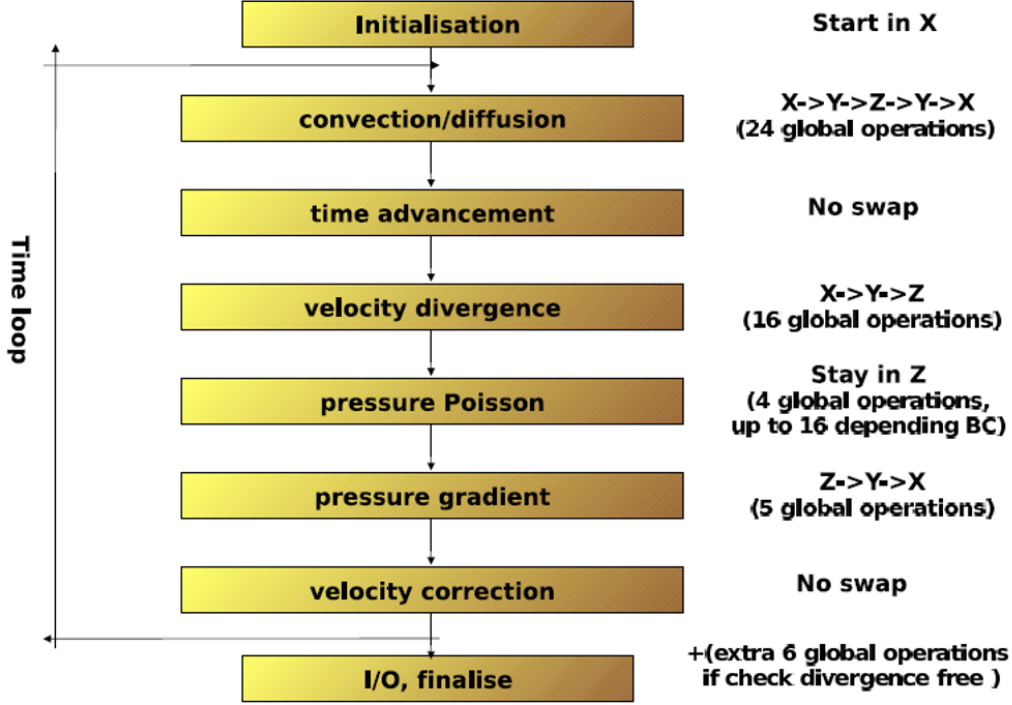 Initialisation
Start in X
convection/diffusion
X->Y->Z->Y->X
(24 global operations)
time advancement
No swap
Time loop
velocity divergence
X->Y->Z
(16 global operations)
pressure Poisson
Stay in Z
(4 global operations,
up to 16 depending BC)
pressure gradient
Z->Y->X
(5 global operations)
velocity correction
No swap
I/O, finalise
+(extra 6 global operations
if check divergence free )